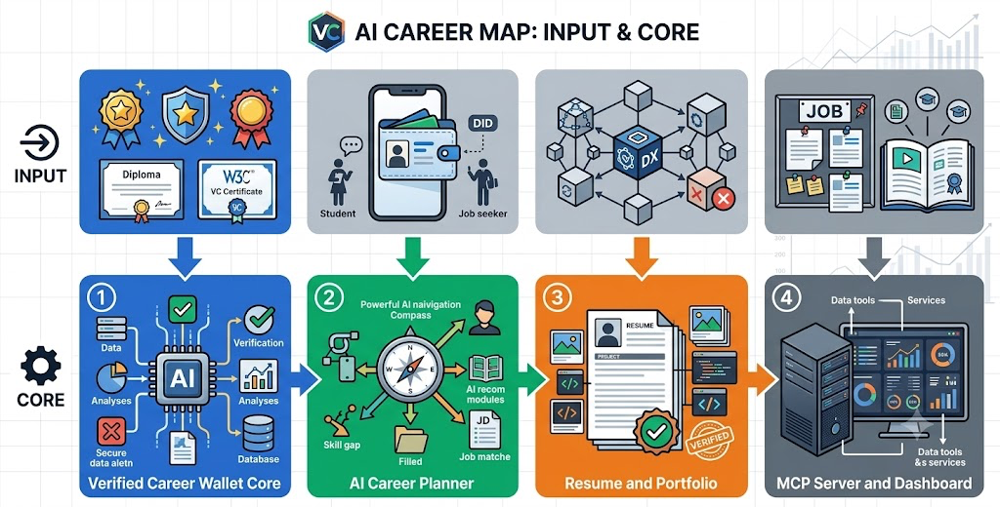 VC AI CAREER MAP: INPUT & CORE
INPUT
Diploma
W3C
VC Certificate
DID
Student
Job seeker
DX
JOB
1
Data
Verification
AI
Analyses
Analyses
Secure
data aletn
Database
Verified Career Wallet Core
2
Powerful AI naivigation
Compass
N
W
E
S
AI recom
modules
JD
Skill gap
Filled
Job matche
AI Career Planner
3
RESUME
PROJECT
</>
</>
</>
VERIFIED
Resume and Portfolio
4
Data tools
Services
Data tools
&s services
MCP Server and Dashboard
CORE